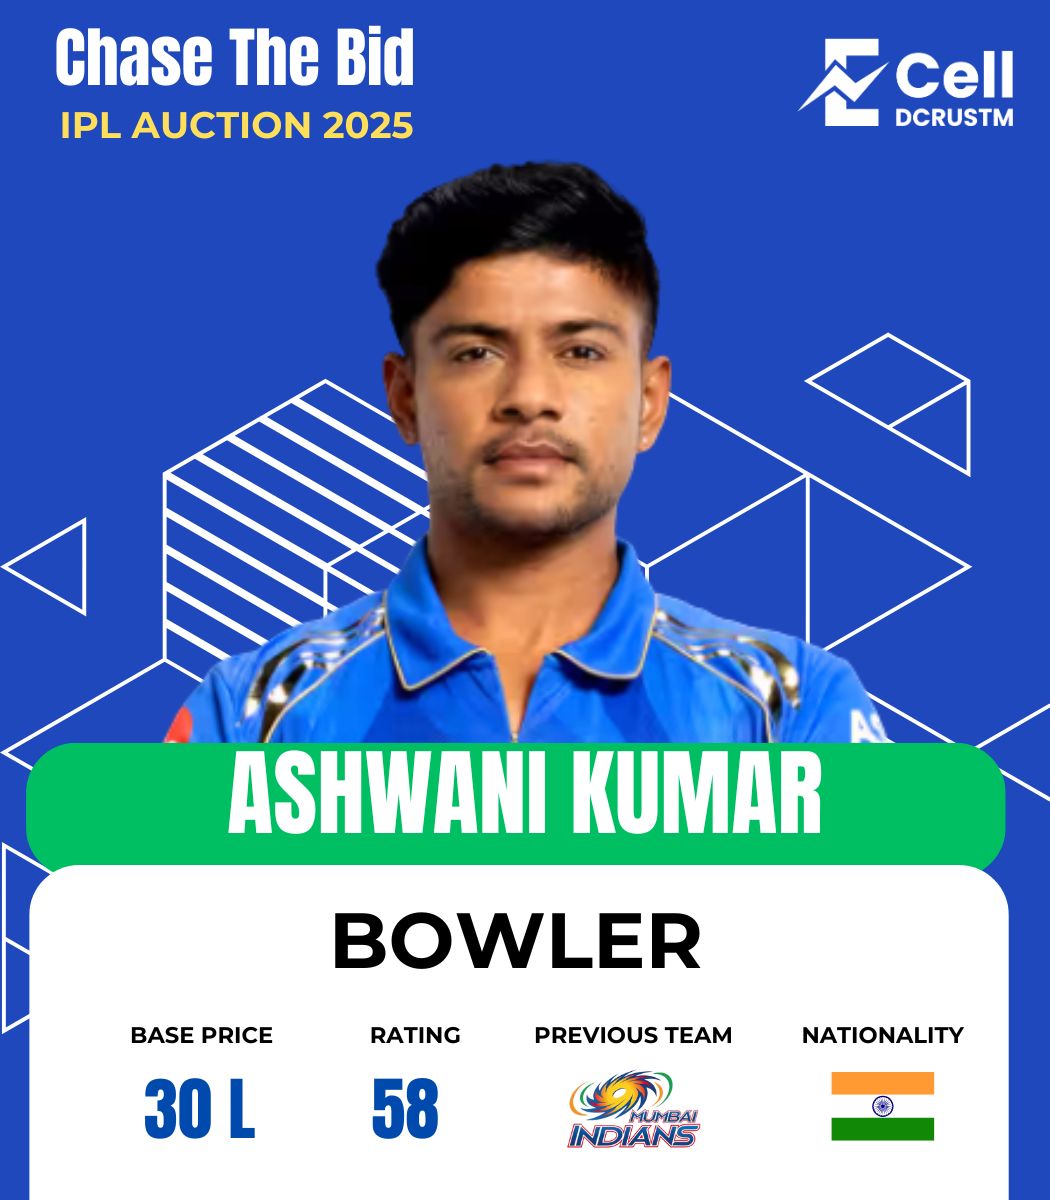 Chase The Bid
IPL AUCTION 2025
Cell
DCRUSTM
AS
ASHWANI KUMAR
BOWLER
BASE PRICE RATING PREVIOUS TEAM NATIONALITY
30 L 58
MUMBAI
INDIANS